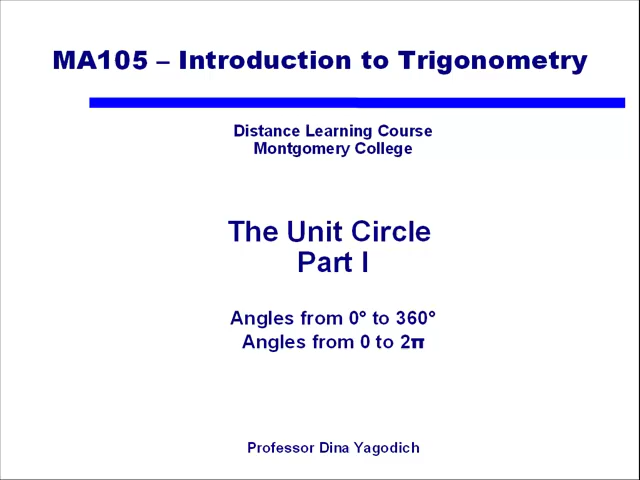 MA105 – Introduction to Trigonometry
Distance Learning Course
Montgomery College
The Unit Circle
Part I
Angles from 0° to 360°
Angles from 0 to 2π
Professor Dina Yagodich